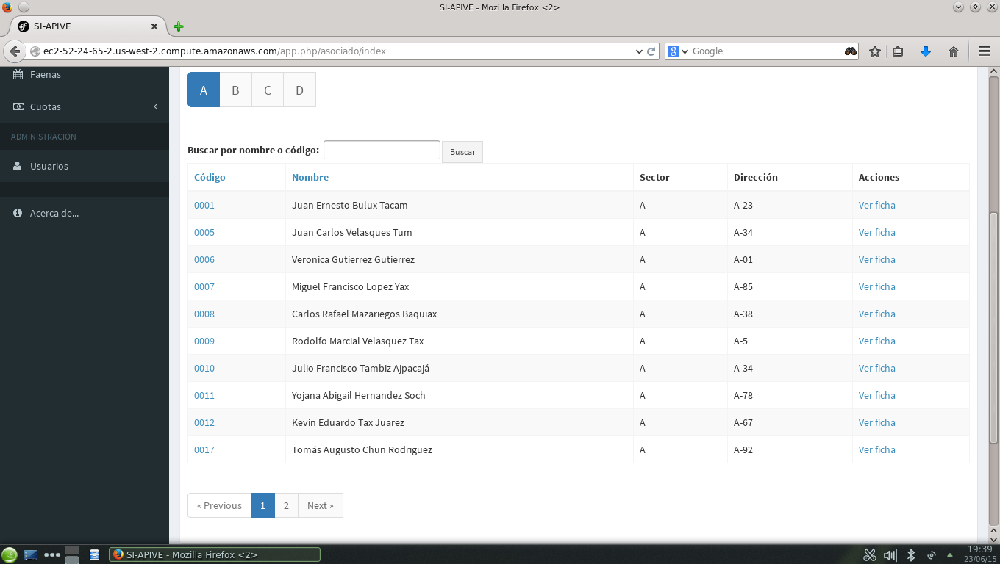 SI-APIVE - Mozilla Firefox <2>
SI-APIVE
ec2-52-24-65-2.us-west-2.compute.amazonaws.com/app.php/asociado/index
Google
Faenas
Cuotas
ADMINISTRACIÓN
Usuarios
Acerca de...
A B C D
Buscar por nombre o código: Buscar
Código Nombre Sector Dirección Acciones
0001 Juan Ernesto Bulux Tacam A A-23 Ver ficha
0005 Juan Carlos Velasques Tum A A-34 Ver ficha
0006 Veronica Gutierrez Gutierrez A A-01 Ver ficha
0007 Miguel Francisco Lopez Yax A A-85 Ver ficha
0008 Carlos Rafael Mazariegos Baquiax A A-38 Ver ficha
0009 Rodolfo Marcial Velasquez Tax A A-5 Ver ficha
0010 Julio Francisco Tambiz Ajpacajá A A-34 Ver ficha
0011 Yojana Abigail Hernandez Soch A A-78 Ver ficha
0012 Kevin Eduardo Tax Juarez A A-67 Ver ficha
0017 Tomás Augusto Chun Rodriguez A A-92 Ver ficha
« Previous 1 2 Next »
SI-APIVE - Mozilla Firefox <2>
19:39
23/06/15